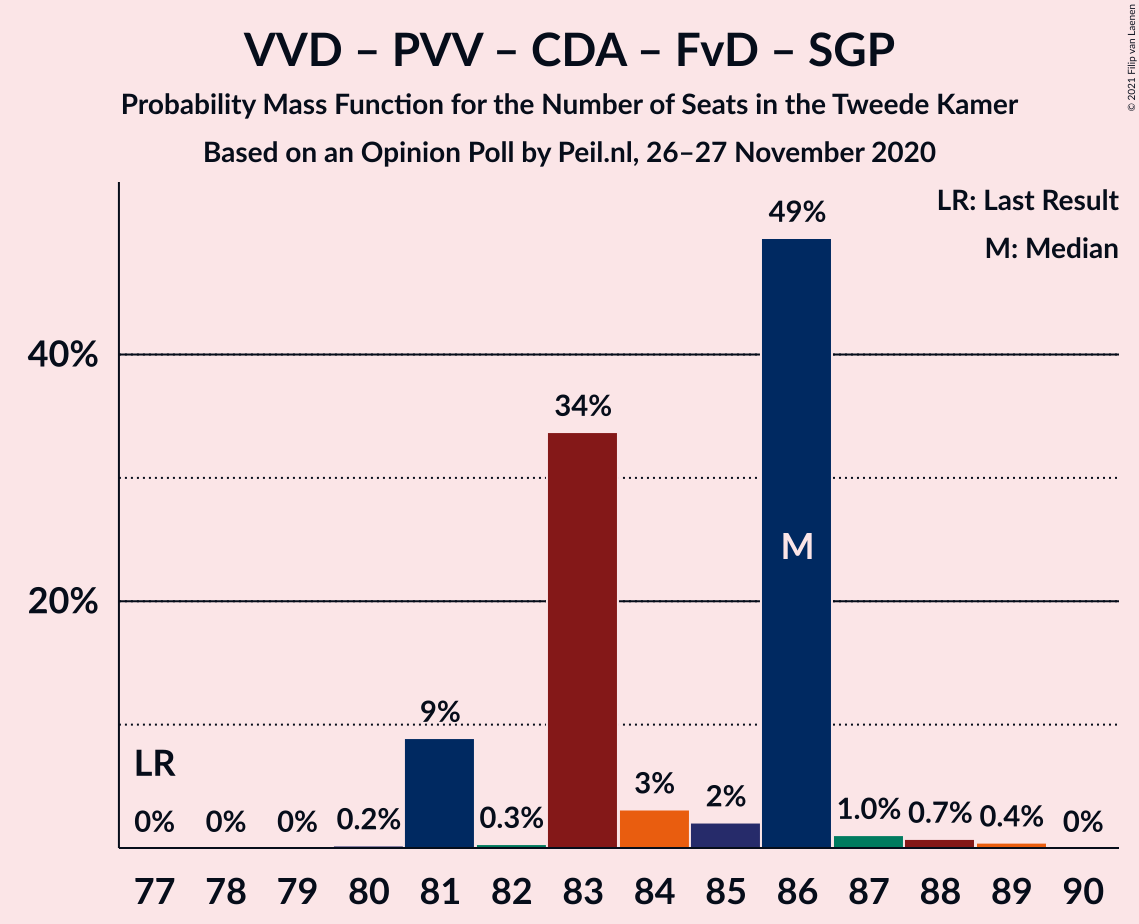 VVD – PVV – CDA – FvD – SGP
Probability Mass Function for the Number of Seats in the Tweede Kamer
Based on an Opinion Poll by Peil.nl, 26–27 November 2020
© 2021 Filip van Laenen
LR: Last Result
M: Median
40%
20%
LR
0%
0%
0%
0.2%
9%
0.3%
34%
3%
2%
49%
M
1.0%
0.7%
0.4%
0%
77 78 79 80 81 82 83 84 85 86 87 88 89 90